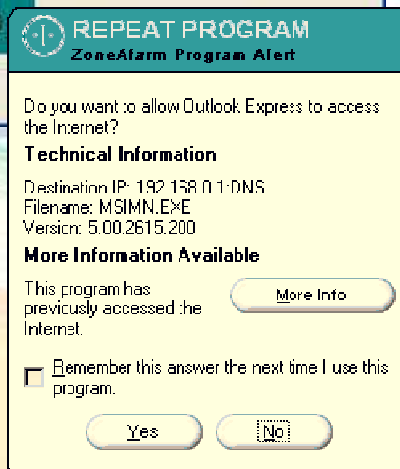 REPEAT PROGRAM
ZoneAlarm Program Alert
Do you want to allow Outlook Express to access
the Internet?
Technical Information
Destination IP: 192.168.0.1:DNS
Filename: MSIMN.EXE
Version: 5.00.2615.200
More Information Available
This program has
previously accessed the
Internet.
More Info
Remember this answer the next time I use this
program.
Yes
No